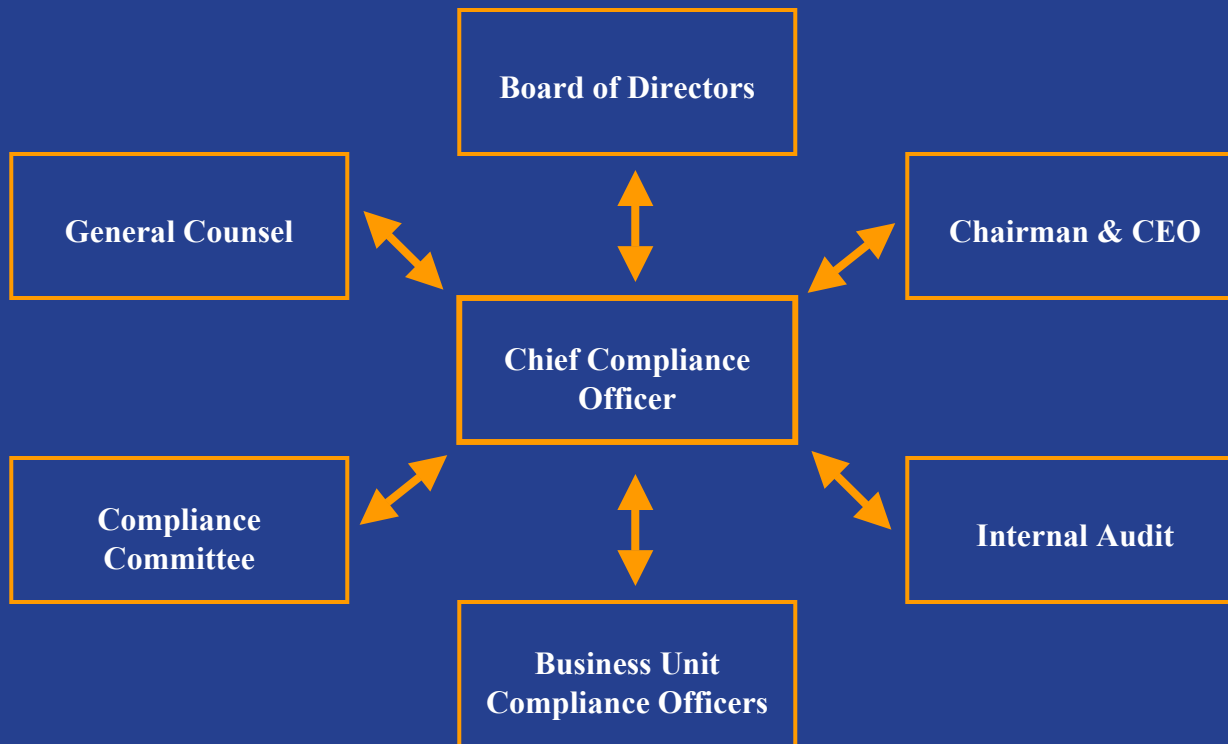 Board of Directors
General Counsel
Chairman & CEO
Chief Compliance
Officer
Compliance
Committee
Internal Audit
Business Unit
Compliance Officers